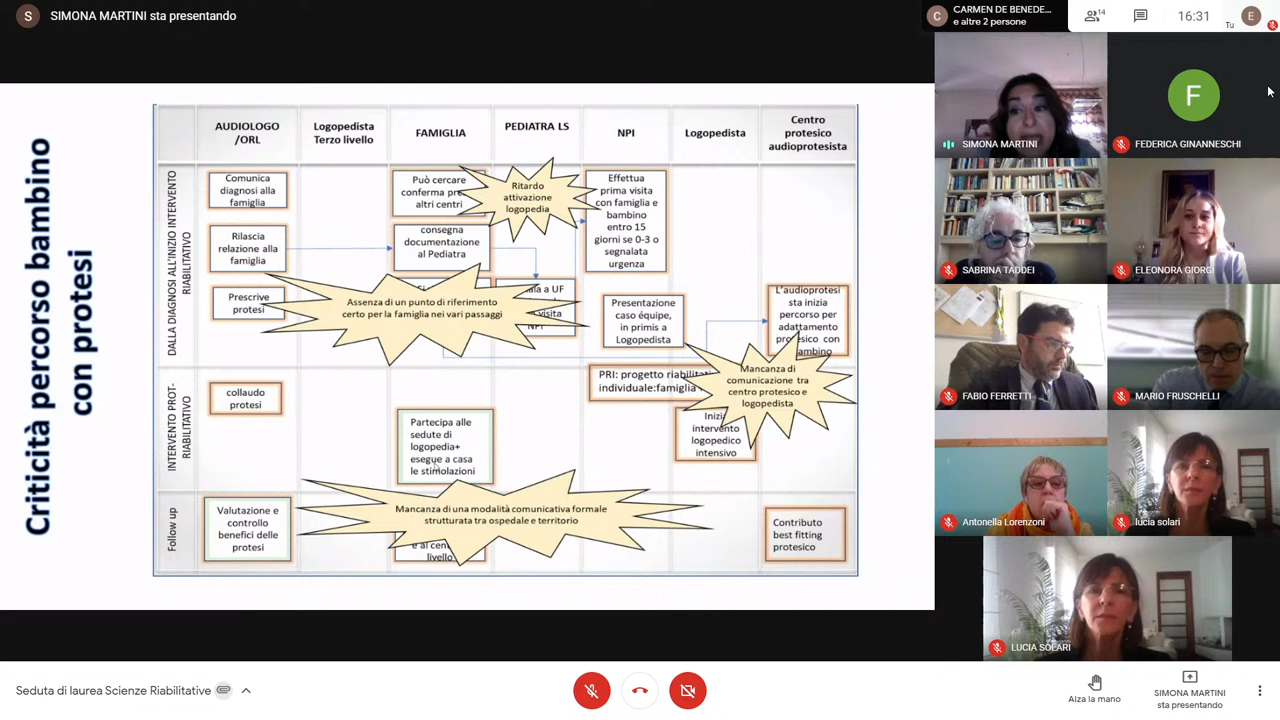 S SIMONA MARTINI sta presentando
C CARMEN DE BENEDE...
e altre 2 persone
14
16:31
Tu
E
Criticità percorso bambino
con protesi
AUDIOLOGO
/ORL
Logopedista
Terzo livello
FAMIGLIA
PEDIATRA LS
NPI
Logopedista
Centro
protesico
audioprotesista
DALLA DIAGNOSI ALL'INIZIO INTERVENTO
RIABILITATIVO
Comunica
diagnosi alla
famiglia
Può cercare
conferma
altri centri
Ritardo
attivazione
logopedia
Effettua
prima visita
con famiglia e
bambino
entro 15
giorni se 0-3 o
segnalata
urgenza
Rilascia
relazione alla
famiglia
consegna
documentazione
al Pediatra
Prescrive
protesi
Assenza di un punto di riferimento
certo per la famiglia nei vari passaggi
a UF
visita
NPI
Presentazione
caso équipe,
in primis a
Logopedista
L'audioprotesi
sta inizia
percorso per
adattamento
con
bambino
INTERVENTO PROT-
RIABILITATIVO
collaudo
protesi
PRI: progetto
individuale:famiglia
Mancanza di
comunicazione tra
centro protesico e
logopedista
Partecipa alle
sedute di
logopedia+
esegue a casa
le stimolazioni
intervento
logopedico
intensivo
Follow up
Valutazione e
controllo
benefici delle
protesi
Mancanza di una modalità comunicativa formale
strutturata tra ospedale e territorio
livello
Contributo
best fitting
protesico
SIMONA MARTINI
F
FEDERICA GINANNESCHI
SABRINA TADDEI
ELEONORA GIORGI
FABIO FERRETTI
MARIO FRUSCHELLI
Antonella Lorenzoni
lucia solari
LUCIA SOLARI
Seduta di laurea Scienze Riabilitative
Alza la mano
SIMONA MARTINI
sta presentando